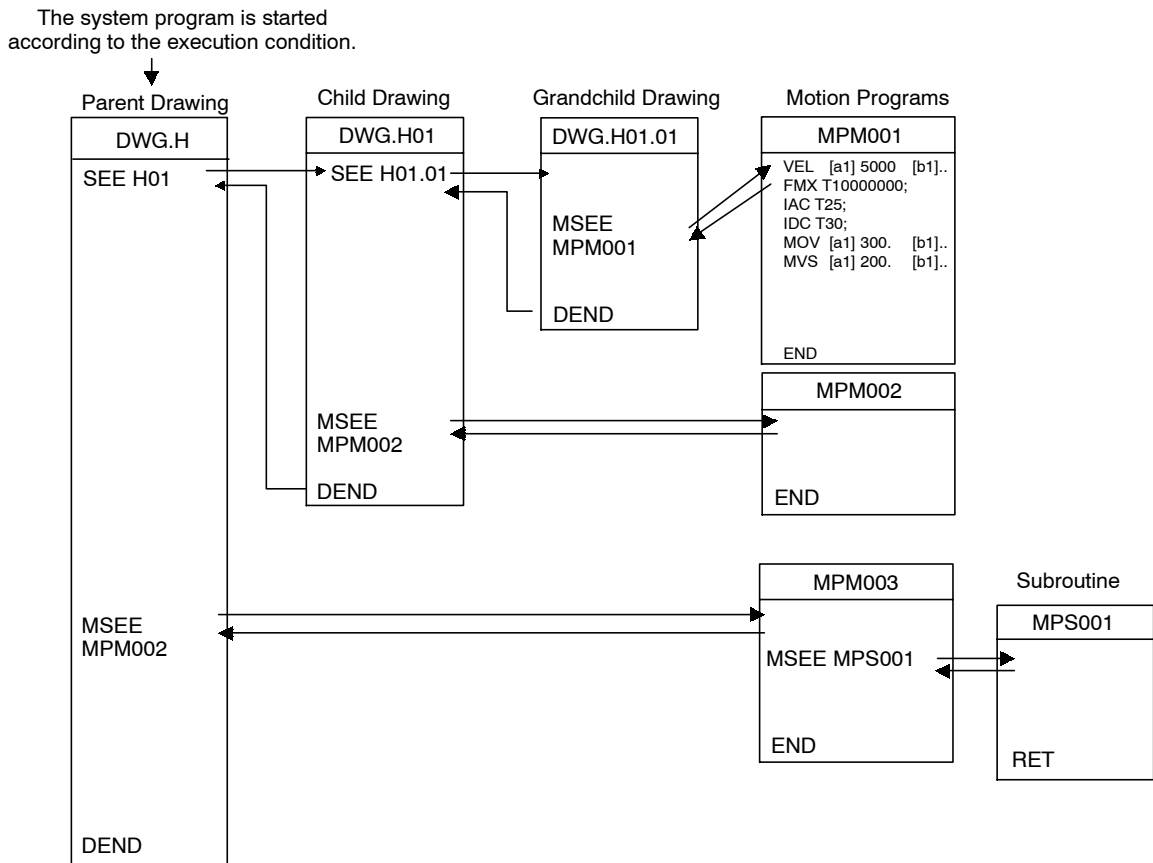 The system program is started
according to the execution condition.
Parent Drawing
DWG.H
SEE H01
MSEE
MPM002
DEND
Child Drawing
DWG.H01
SEE H01.01
MSEE
MPM002
DEND
Grandchild Drawing
DWG.H01.01
MSEE
MPM001
DEND
Motion Programs
MPM001
VEL [a1] 5000 [b1]..
FMX T10000000;
IAC T25;
IDC T30;
MOV [a1] 300. [b1]..
MVS [a1] 200. [b1]..
END
MPM002
END
MPM003
MSEE MPS001
END
Subroutine
MPS001
RET